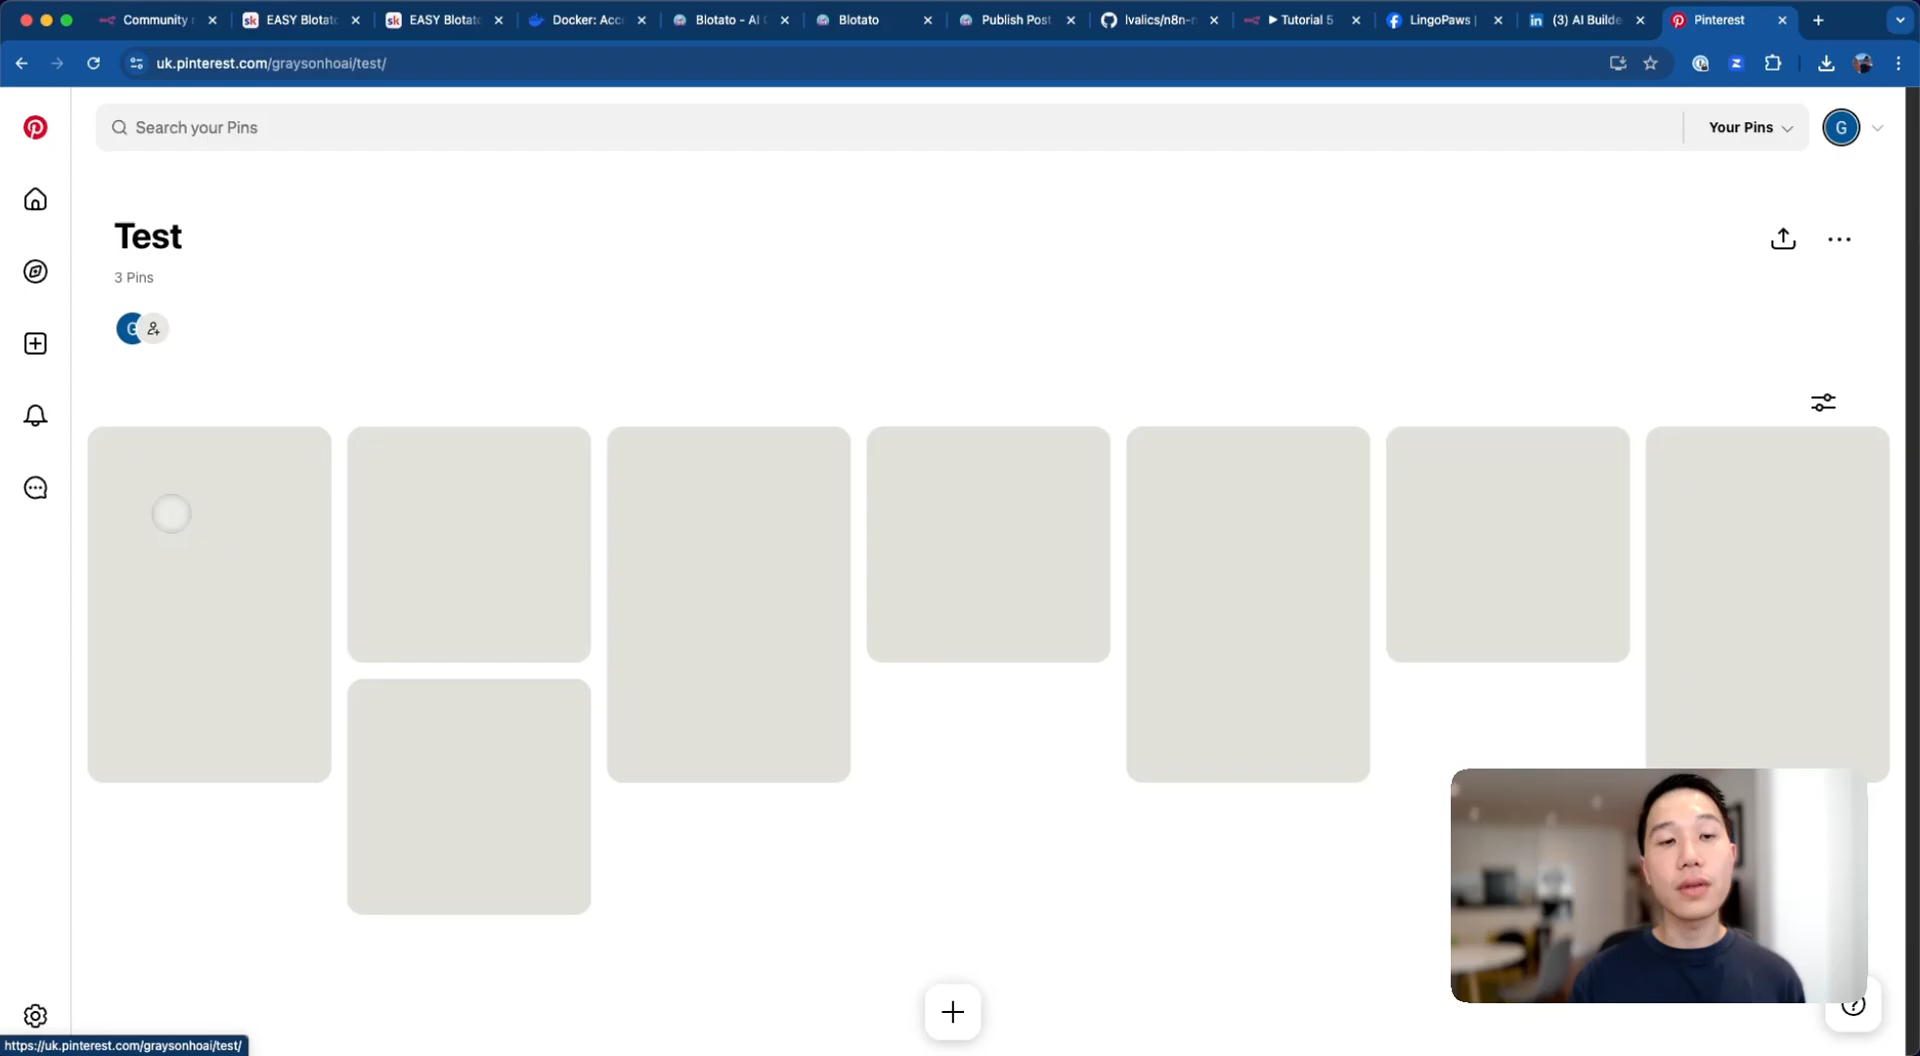 Community
EASY Blotato
EASY Blotato
Docker: Acc
Blotato - AI
Blotato
Publish Post
lvalics/n8n-n
Tutorial 5
LingoPaws |
(3) AI Builde
Pinterest
uk.pinterest.com/graysonhoai/test/
Search your Pins
Your Pins
G
Test
3 Pins
G
https://uk.pinterest.com/graysonhoai/test/